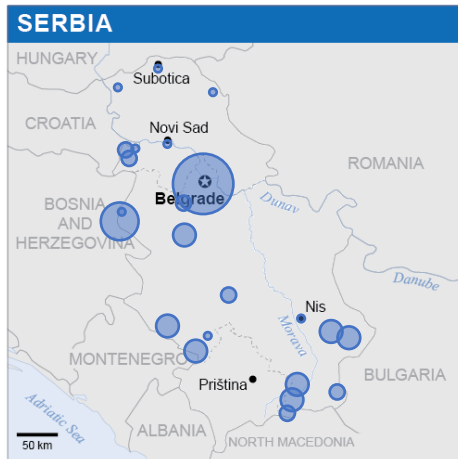 SERBIA
HUNGARY
Subotica
CROATIA
Novi Sad
ROMANIA
BOSNIA
AND
HERZEGOVINA
Belgrade
Dunav
Danube
Nis
Morava
MONTENEGRO
Priština
BULGARIA
Adriatic Sea
ALBANIA
50 km
NORTH MACEDONIA